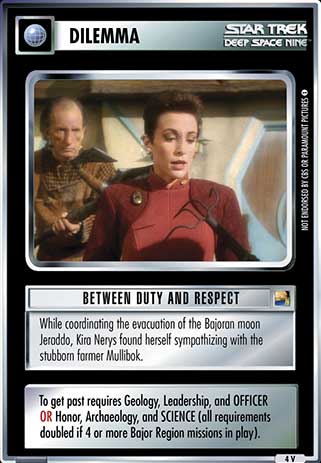 DILEMMA
STAR TREK
DEEP SPACE NINE
NOT ENDORSED BY CBS OR PARAMOUNT PICTURES
BETWEEN DUTY AND RESPECT
While coordinating the evacuation of the Bajoran moon
Jeraddo, Kira Nerys found herself sympathizing with the
stubborn farmer Mullibok.
To get past requires Geology, Leadership, and OFFICER
OR Honor, Archaeology, and SCIENCE (all requirements
doubled if 4 or more Bajor Region missions in play).
4 V